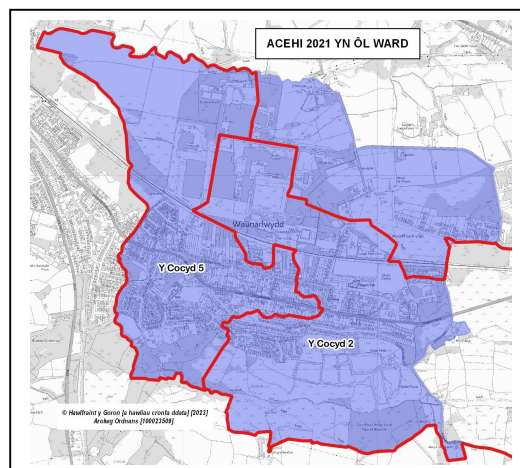 ACEHI 2021 YN ÔL WARD
Waunarlwydd
Y Cocyd 5
Y Cocyd 2
© Hawlfraint y Goron [a hawliau cronfa ddata] [2023]
Arolwg Ordnans [100023509].